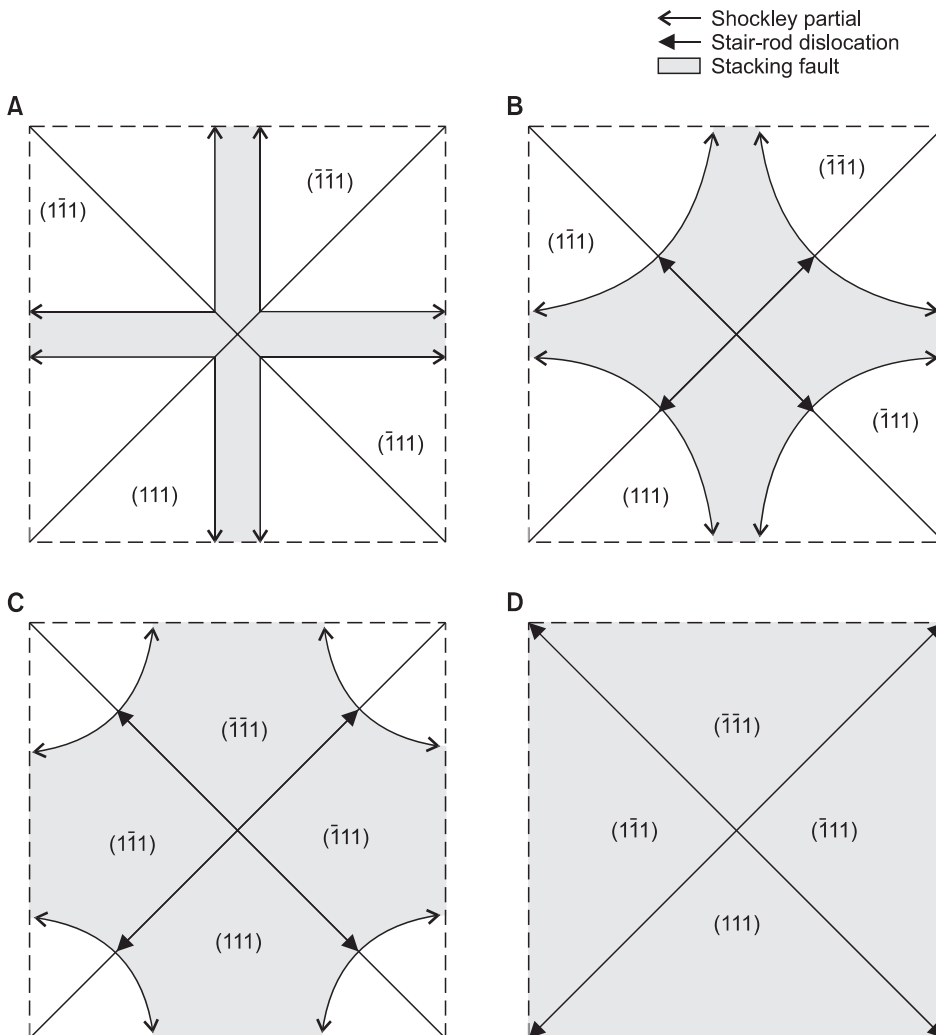 Shockley partial
Stair-rod dislocation
Stacking fault
A
(1̅1̅1)
(11̅1)
(1̅11)
(111)
B
(1̅1̅1)
(11̅1)
(1̅11)
(111)
C
(1̅1̅1)
(11̅1)
(1̅11)
(111)
D
(1̅1̅1)
(11̅1)
(1̅11)
(111)